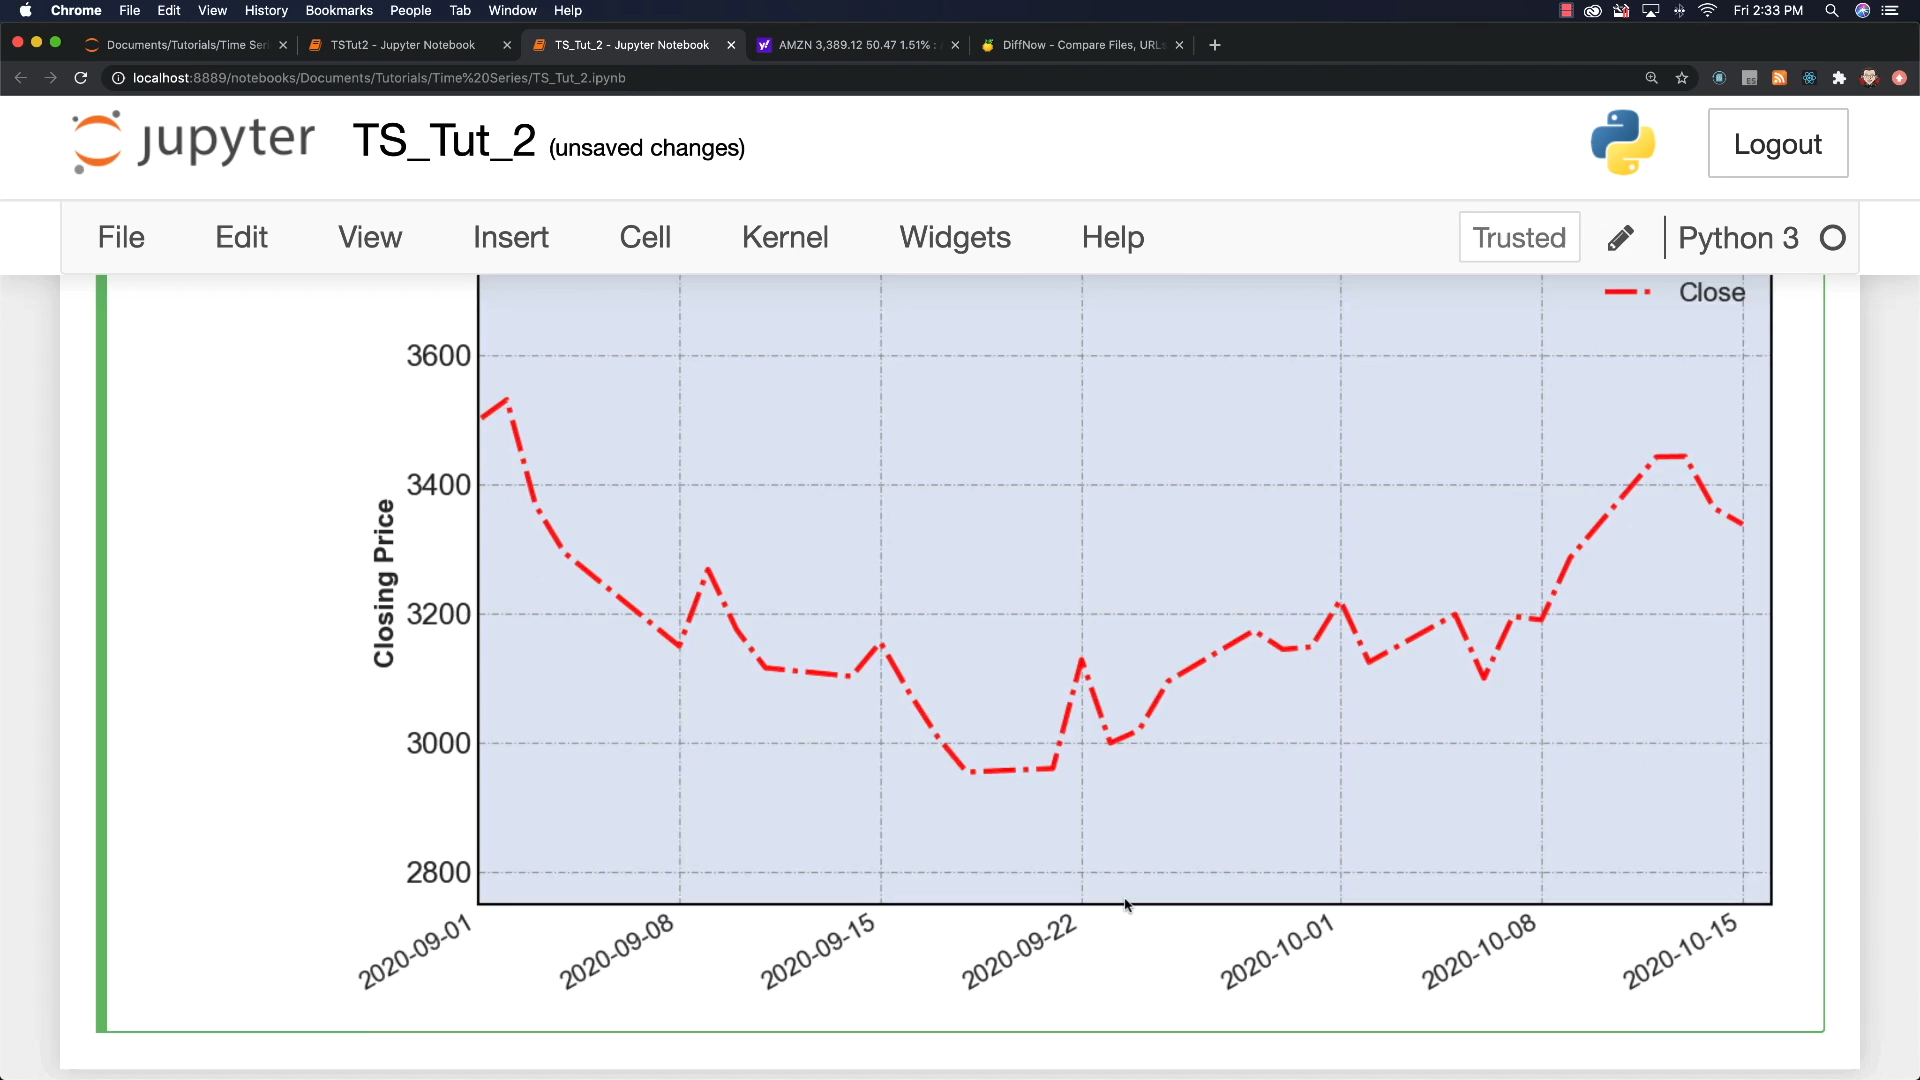 Chrome File Edit View History Bookmarks People Tab Window Help Fri 2:33 PM
Documents/Tutorials/Time Seri TSTut2 - Jupyter Notebook TS_Tut_2 - Jupyter Notebook AMZN 3,389.12 50.47 1.51% : DiffNow - Compare Files, URLs
localhost:8889/notebooks/Documents/Tutorials/Time%20Series/TS_Tut_2.ipynb
jupyter TS_Tut_2 (unsaved changes) Logout
File Edit View Insert Cell Kernel Widgets Help Trusted Python 3
Close
3600
3400
3200
3000
2800
Closing Price
2020-09-01 2020-09-08 2020-09-15 2020-09-22 2020-10-01 2020-10-08 2020-10-15